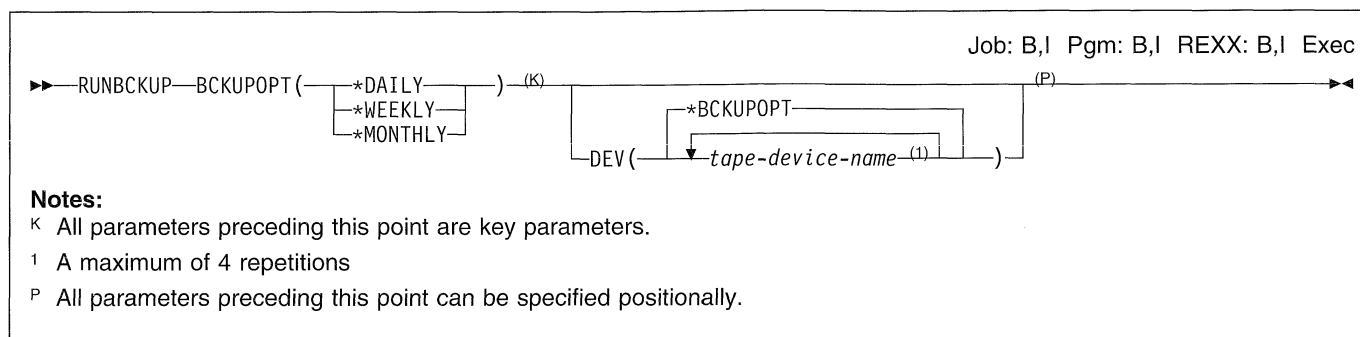 Job: B,I Pgm: B,I REXX: B,I Exec
RUNBCKUP BCKUPOPT( *DAILY ) (K) (P)
*WEEKLY
*MONTHLY
*BCKUPOPT
DEV( tape-device-name (1) )
Notes:
K All parameters preceding this point are key parameters.
1 A maximum of 4 repetitions
P All parameters preceding this point can be specified positionally.